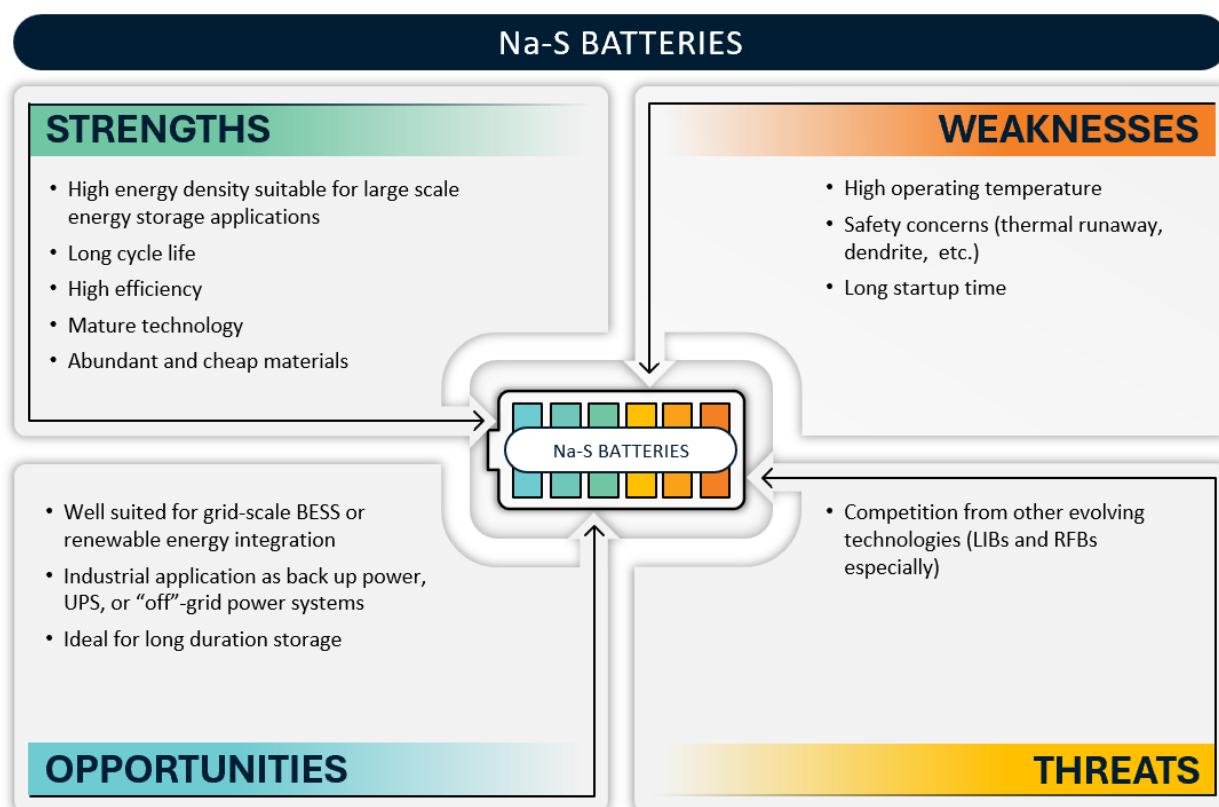 Na-S BATTERIES
STRENGTHS
• High energy density suitable for large scale
energy storage applications
• Long cycle life
• High efficiency
• Mature technology
• Abundant and cheap materials
WEAKNESSES
• High operating temperature
• Safety concerns (thermal runaway,
dendrite, etc.)
• Long startup time
Na-S BATTERIES
• Well suited for grid-scale BESS or
renewable energy integration
• Industrial application as back up power,
UPS, or “off”-grid power systems
• Ideal for long duration storage
OPPORTUNITIES
• Competition from other evolving
technologies (LIBs and RFBs
especially)
THREATS